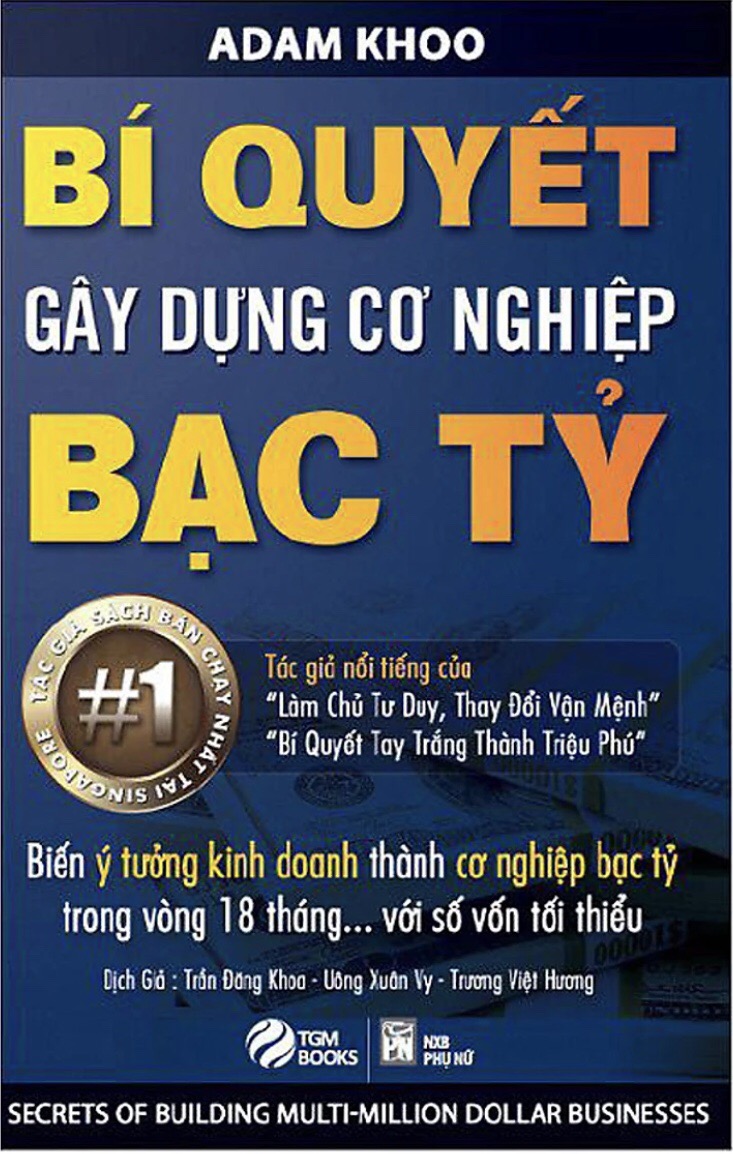 ADAM KHOO
BÍ QUYẾT
GÂY DỰNG CƠ NGHIỆP
BẠC TỶ
TÁC GIẢ SÁCH BÁN CHẠY NHẤT TẠI SINGAPORE
#1
Tác giả nổi tiếng của
“Làm Chủ Tư Duy, Thay Đổi Vận Mệnh”
“Bí Quyết Tay Trắng Thành Triệu Phú”
Biến ý tưởng kinh doanh thành cơ nghiệp bạc tỷ
trong vòng 18 tháng... với số vốn tối thiểu
Dịch Giả : Trần Đăng Khoa - Uông Xuân Vy - Trương Việt Hương
TGM
BOOKS
PN
NXB
PHỤ NỮ
SECRETS OF BUILDING MULTI-MILLION DOLLAR BUSINESSES